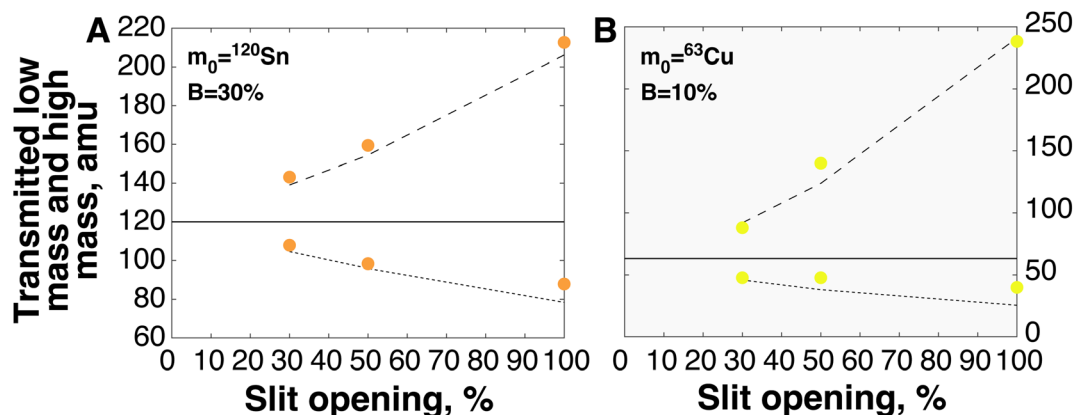 A
m0=120Sn
B=30%
Transmitted low
mass and high
mass, amu
220
200
180
160
140
120
100
80
60
0 10 20 30 40 50 60 70 80 90 100
Slit opening, %
B
m0=63Cu
B=10%
250
200
150
100
50
0
0 10 20 30 40 50 60 70 80 90 100
Slit opening, %